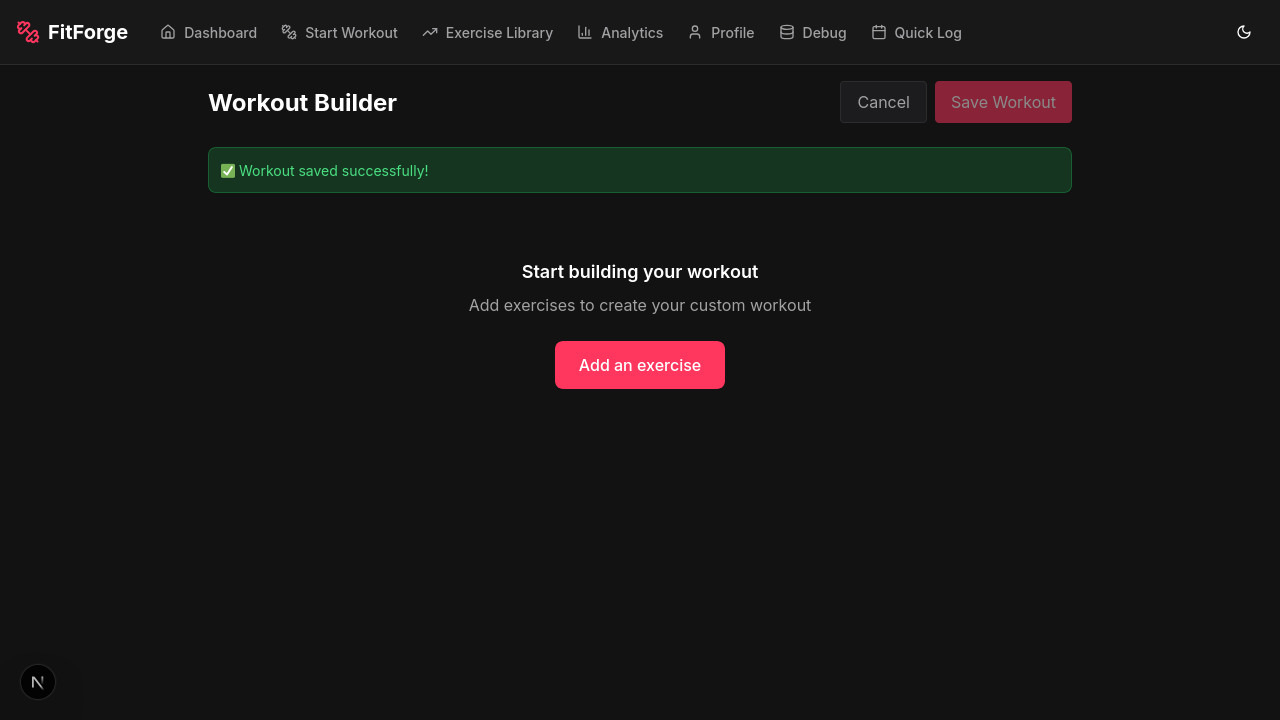 FitForge
Dashboard
Start Workout
Exercise Library
Analytics
Profile
Debug
Quick Log
Workout Builder
Cancel
Save Workout
✅ Workout saved successfully!
Start building your workout
Add exercises to create your custom workout
Add an exercise
N